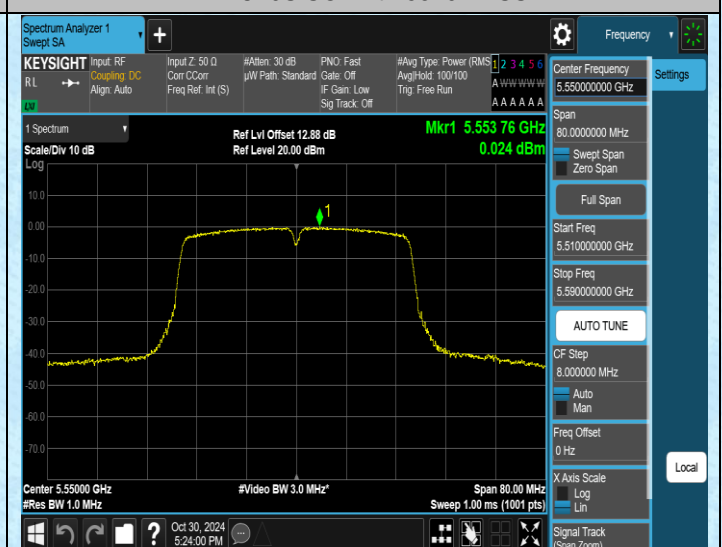 Spectrum Analyzer 1
Swept SA
Frequency
KEYSIGHT
RL
Input: RF
Coupling: DC
Align: Auto
Input Z: 50 Ω
Corr CCorr
Freq Ref: Int (S)
#Atten: 30 dB
µW Path: Standard
PNO: Fast
Gate: Off
IF Gain: Low
Sig Track: Off
#Avg Type: Power (RMS
Avg|Hold: 100/100
Trig: Free Run
1 2 3 4 5 6
A W W W W W
A A A A A A
1 Spectrum
Scale/Div 10 dB
Ref Lvl Offset 12.88 dB
Ref Level 20.00 dBm
Mkr1 5.553 76 GHz
0.024 dBm
Log
10.0
0.00
-10.0
-20.0
-30.0
-40.0
-50.0
-60.0
-70.0
1
Center 5.55000 GHz
#Res BW 1.0 MHz
#Video BW 3.0 MHz*
Span 80.00 MHz
Sweep 1.00 ms (1001 pts)
Oct 30, 2024
5:24:00 PM
Center Frequency
5.550000000 GHz
Span
80.0000000 MHz
Swept Span
Zero Span
Full Span
Start Freq
5.510000000 GHz
Stop Freq
5.590000000 GHz
AUTO TUNE
CF Step
8.000000 MHz
Auto
Man
Freq Offset
0 Hz
X Axis Scale
Log
Lin
Signal Track
(Span Zoom)
Settings
Local